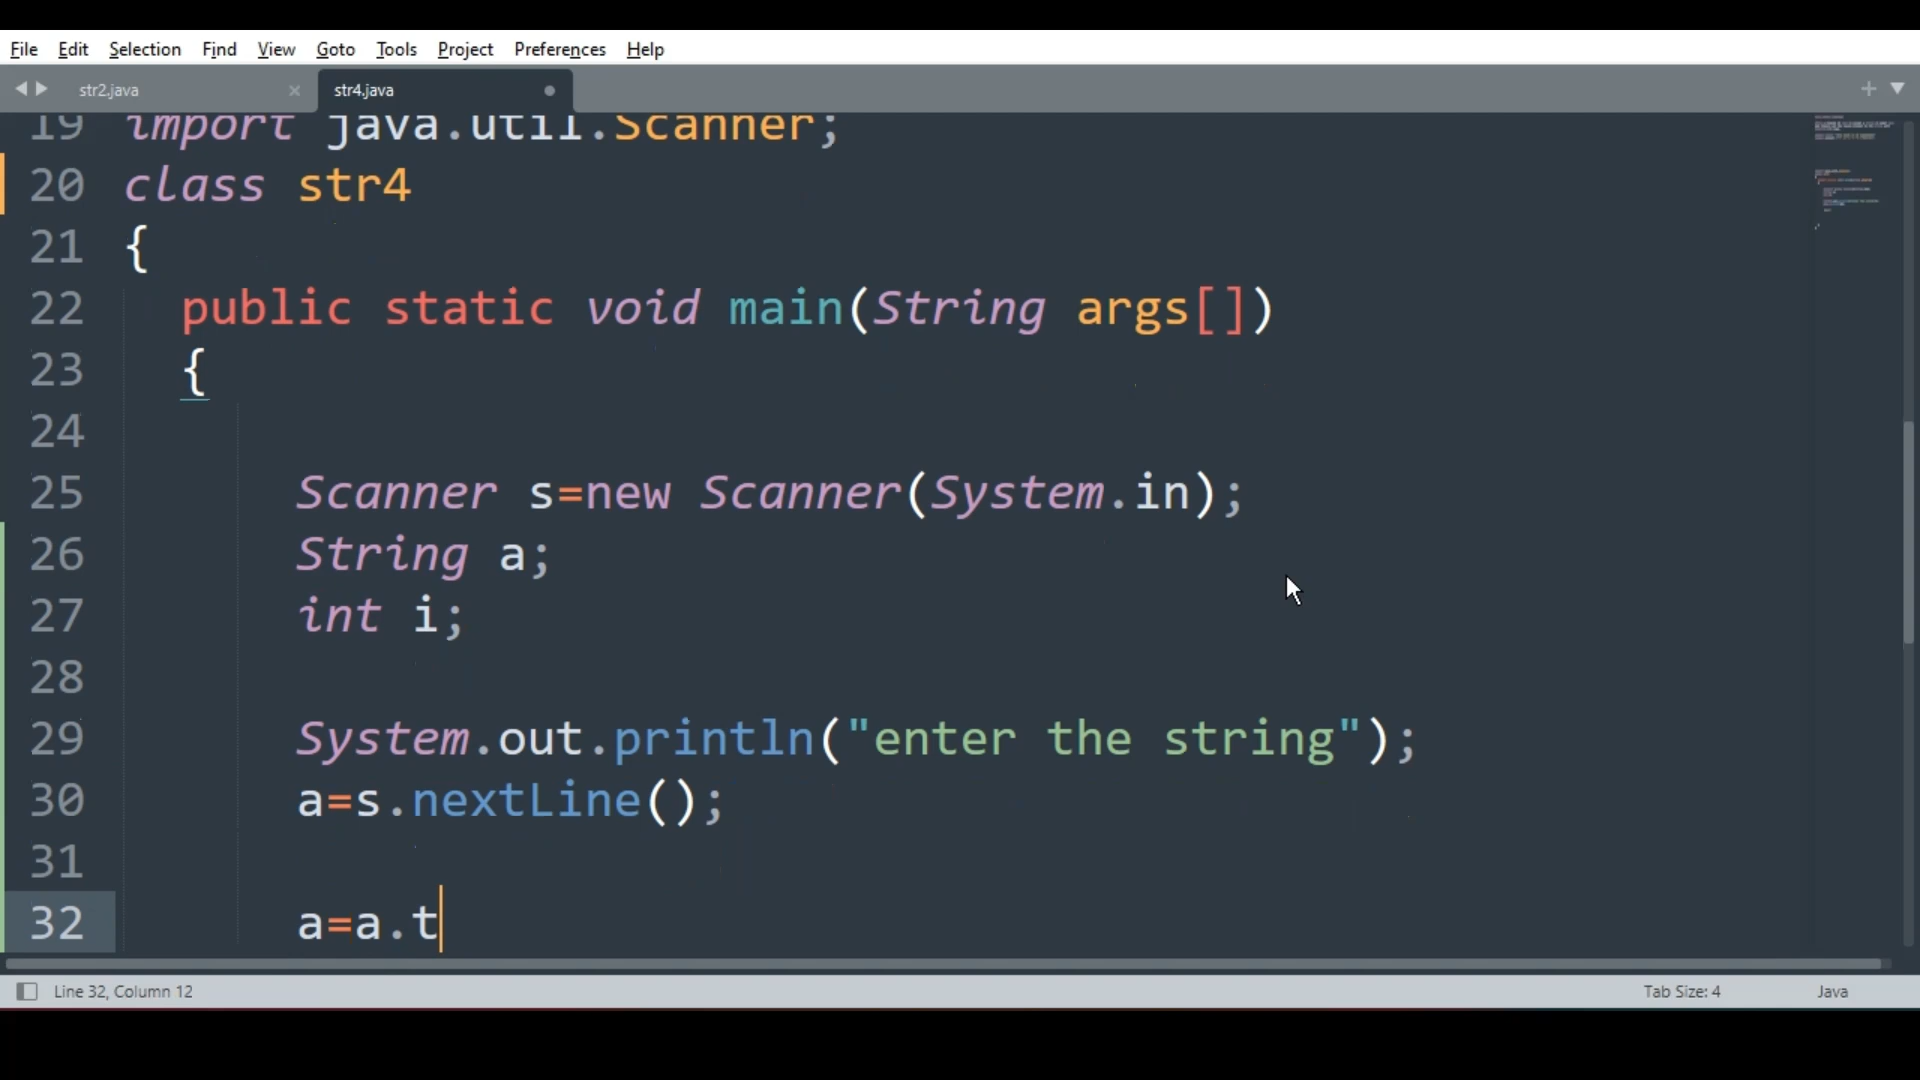 File Edit Selection Find View Goto Tools Project Preferences Help
str2.java str4.java
19 import java.util.Scanner;
20 class str4
21 {
22 public static void main(String args[])
23 {
24
25 Scanner s=new Scanner(System.in);
26 String a;
27 int i;
28
29 System.out.println("enter the string");
30 a=s.nextLine();
31
32 a=a.t
Line 32, Column 12 Tab Size: 4 Java